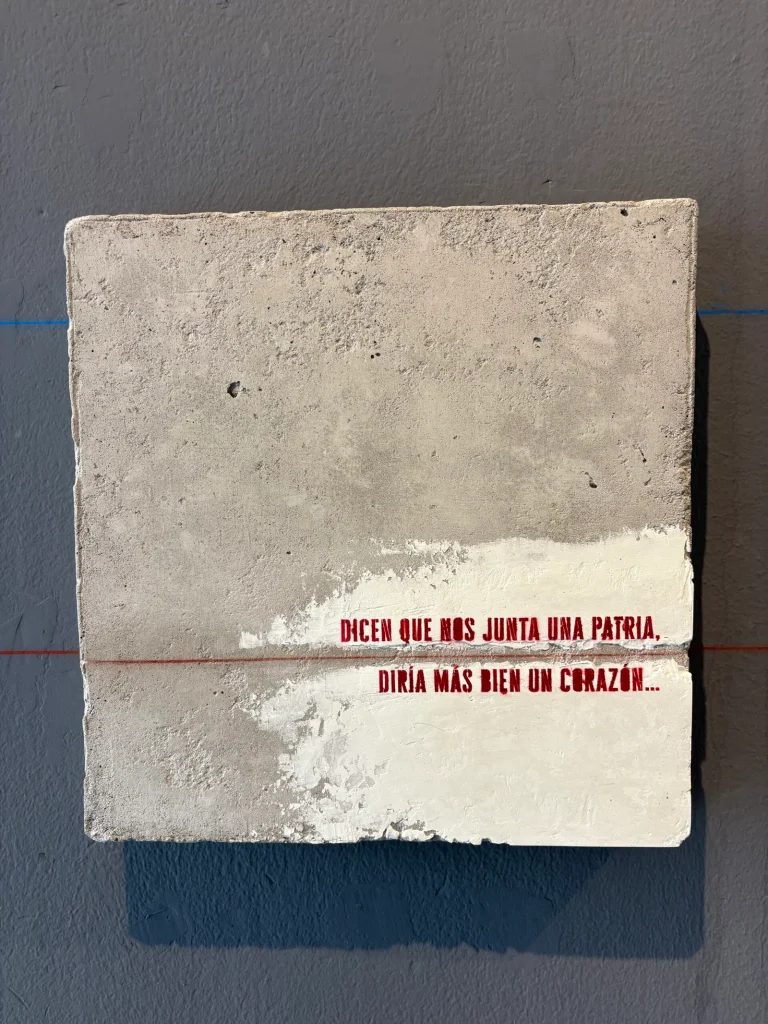 DICEN QUE NOS JUNTA UNA PATRIA,
DIRÍA MÁS BIEN UN CORAZÓN...